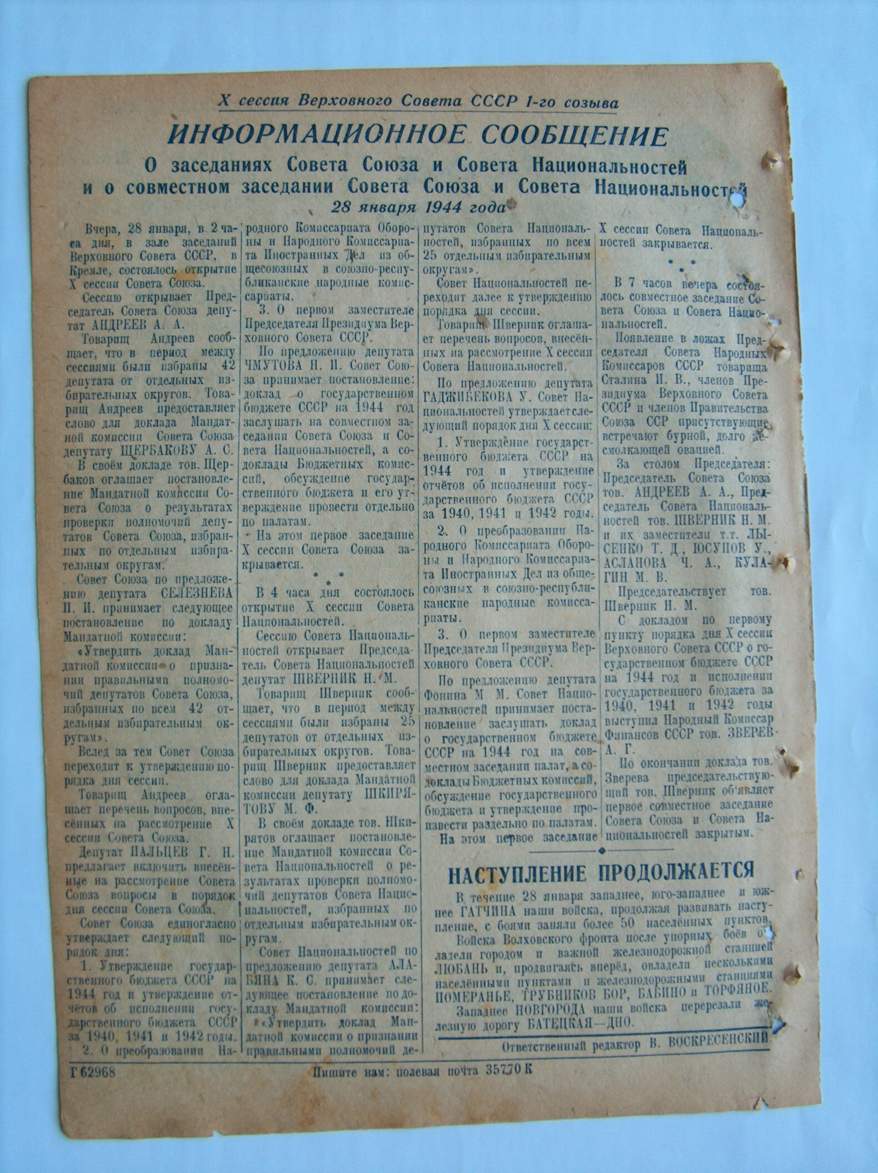 X сессия Верховного Совета СССР 1-го созыва
ИНФОРМАЦИОННОЕ СООБЩЕНИЕ
О заседаниях Совета Союза и Совета Национальностей
и о совместном заседании Совета Союза и Совета Национальностей
28 января 1944 года
Вчера, 28 января, в 2 ча-
са дня, в зале заседаний
Верховного Совета СССР, в
Кремле, состоялось открытие
X сессии Совета Союза.
Сессию открывает Пред-
седатель Совета Союза депу-
тат АНДРЕЕВ А. А.
Товарищ Андреев сооб-
щает, что в период между
сессиями были избраны 42
депутата от отдельных из-
бирательных округов. Това-
рищ Андреев предоставляет
слово для доклада Мандат-
ной комиссии Совета Союза
депутату ЩЕРБАКОВУ А. С.
В своём докладе тов. Щер-
баков оглашает постановле-
ние Мандатной комиссии Со-
вета Союза о результатах
проверки полномочий депу-
татов Совета Союза, избран-
ных по отдельным избира-
тельным округам.
Совет Союза по предложе-
нию депутата СЕЛЕЗНЕВА
П. И. принимает следующее
постановление по докладу
Мандатной комиссии:
«Утвердить доклад Ман-
датной комиссии о призна-
нии правильными полномо-
чий депутатов Совета Союза,
избранных по всем 42 от-
дельным избирательным ок-
ругам».
Вслед за тем Совет Союза
переходит к утверждению по-
рядка дня сессии.
Товарищ Андреев огла-
шает перечень вопросов, вне-
сённых на рассмотрение X
сессии Совета Союза.
Депутат ПАЛЬЦЕВ Г. Н.
предлагает включить внесён-
ные на рассмотрение Совета
Союза вопросы в порядок
дня сессии Совета Союза.
Совет Союза единогласно
утверждает следующий по-
рядок дня:
1. Утверждение государ-
ственного бюджета СССР на
1944 год и утверждение от-
чётов об исполнении госу-
дарственного бюджета СССР
за 1940, 1941 и 1942 годы.
2. О преобразовании На-
родного Комиссариата Оборо-
ны и Народного Комиссариа-
та Иностранных Дел из об-
щесоюзных в союзно-респу-
бликанские народные комис-
сариаты.
3. О первом заместителе
Председателя Президиума Вер-
ховного Совета СССР.
По предложению депутата
ЧМУТОВА Н. И. Совет Сою-
за принимает постановление:
доклад о государственном
бюджете СССР на 1944 год
заслушать на совместном за-
седании Совета Союза и Со-
вета Национальностей, а со-
доклады Бюджетных комис-
сий, обсуждение государ-
ственного бюджета и его ут-
верждение провести отдельно
по палатам.
На этом первое заседание
X сессии Совета Союза за-
крывается.
* * *
В 4 часа дня состоялось
открытие X сессии Совета
Национальностей.
Сессию Совета Националь-
ностей открывает Председа-
тель Совета Национальностей
депутат ШВЕРНИК Н. М.
Товарищ Шверник сооб-
щает, что в период между
сессиями были избраны 25
депутатов от отдельных из-
бирательных округов. Това-
рищ Шверник предоставляет
слово для доклада Мандатной
комиссии депутату ШКИРЯ-
ТОВУ М. Ф.
В своём докладе тов. Шки-
рятов оглашает постановле-
ние Мандатной комиссии Со-
вета Национальностей о ре-
зультатах проверки полномо-
чий депутатов Совета Нацио-
нальностей, избранных по
отдельным избирательным ок-
ругам.
Совет Национальностей по
предложению депутата АЛА-
БЯНА К. С. принимает сле-
дующее постановление по до-
кладу Мандатной комиссии:
«Утвердить доклад Ман-
датной комиссии о признании
правильными полномочий де-
путатов Совета Националь-
ностей, избранных по всем
25 отдельным избирательным
округам».
Совет Национальностей пе-
реходит далее к утверждению
порядка дня сессии.
Товарищ Шверник оглаша-
ет перечень вопросов, внесён-
ных на рассмотрение X сессии
Совета Национальностей.
По предложению депутата
ГАДЖИБЕКОВА У. Совет На-
циональностей утверждает сле-
дующий порядок дня X сессии:
1. Утверждение государст-
венного бюджета СССР на
1944 год и утверждение
отчётов об исполнении госу-
дарственного бюджета СССР
за 1940, 1941 и 1942 годы.
2. О преобразовании На-
родного Комиссариата Оборо-
ны и Народного Комиссариа-
та Иностранных Дел из обще-
союзных в союзно-республи-
канские народные комисса-
риаты.
3. О первом заместителе
Председателя Президиума Вер-
ховного Совета СССР.
По предложению депутата
Фонина М М. Совет Нацио-
нальностей принимает поста-
новление заслушать доклад
о государственном бюджете
СССР на 1944 год на сов-
местном заседании палат, а со-
доклады Бюджетных комиссий,
обсуждение государственного
бюджета и утверждение про-
извести раздельно по палатам.
На этом первое заседание
X сессии Совета Националь-
ностей закрывается.
* * *
В 7 часов вечера состоя-
лось совместное заседание Со-
вета Союза и Совета Нацио-
нальностей.
Появление в ложах Пред-
седателя Совета Народных
Комиссаров СССР товарища
Сталина И. В., членов Пре-
зидиума Верховного Совета
СССР и членов Правительства
Союза ССР присутствующие
встречают бурной, долго не-
смолкающей овацией.
За столом Председателя:
Председатель Совета Союза
тов. АНДРЕЕВ А. А., Пред-
седатель Совета Националь-
ностей тов. ШВЕРНИК Н. М.
и их заместители т.т. ЛЫ-
СЕНКО Т. Д., ЮСУПОВ У.,
АСЛАНОВА Ч. А., КУЛА-
ГИН М. В.
Председательствует тов.
Шверник Н. М.
С докладом по первому
пункту порядка дня X сессии
Верховного Совета СССР о го-
сударственном бюджете СССР
на 1944 год и исполнении
государственного бюджета за
1940, 1941 и 1942 годы
выступил Народный Комиссар
Финансов СССР тов. ЗВЕРЕВ
А. Г.
По окончании доклада тов.
Зверева председательствую-
щий тов. Шверник об'являет
первое совместное заседание
Совета Союза и Совета На-
циональностей закрытым.
НАСТУПЛЕНИЕ ПРОДОЛЖАЕТСЯ
В течение 28 января западнее, юго-западнее и юж-
нее ГАТЧИНА наши войска, продолжая развивать насту-
пление, с боями заняли более 50 населённых пунктов.
Войска Волховского фронта после упорных боёв ов
ладели городом и важной железнодорожной станцией
ЛЮБАНЬ и, продвигаясь вперёд, овладели несколькими
населёнными пунктами и железнодорожными станциями
ПОМЕРАНЬЕ, ТРУБНИКОВ БОР, БАБИНО и ТОРФЯНОЕ.
Западнее НОВГОРОДА наши войска перерезали же-
лезную дорогу БАТЕЦКАЯ—ДНО.
Ответственный редактор В. ВОСКРЕСЕНСКИЙ
Г 62968
Пишите нам: полевая почта 35770 К